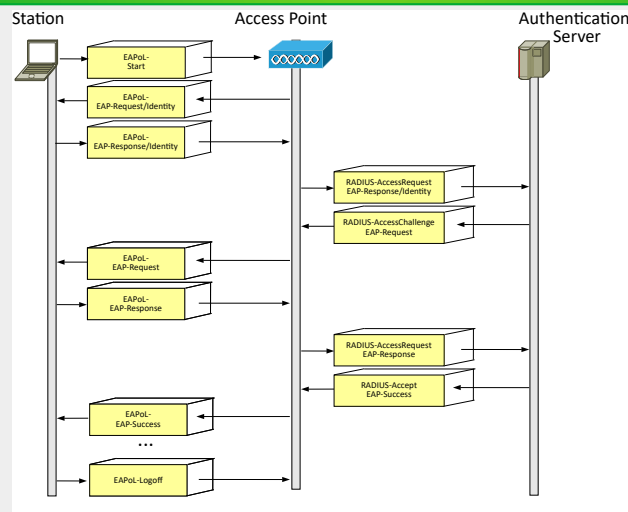 Station
Access Point
Authentication
Server
EAPoL-
Start
EAPoL-
EAP-Request/Identity
EAPoL-
EAP-Response/Identity
RADIUS-AccessRequest
EAP-Response/Identity
RADIUS-AccessChallenge
EAP-Request
EAPoL-
EAP-Request
EAPoL-
EAP-Response
RADIUS-AccessRequest
EAP-Response
RADIUS-Accept
EAP-Success
EAPoL-
EAP-Success
...
EAPoL-Logoff